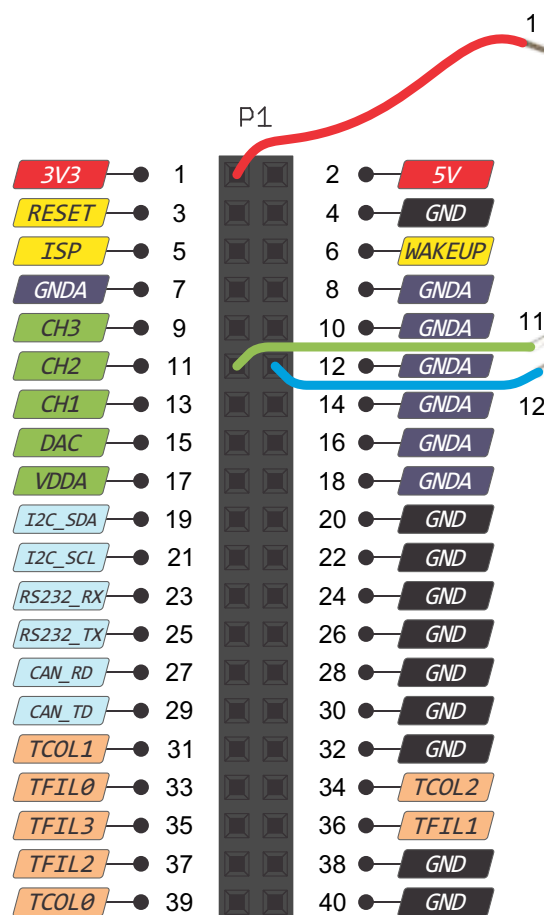 1
P1
3V3 1 2 5V
RESET 3 4 GND
ISP 5 6 WAKEUP
GNDA 7 8 GNDA
CH3 9 10 GNDA 11
CH2 11 12 GNDA
CH1 13 14 GNDA 12
DAC 15 16 GNDA
VDDA 17 18 GNDA
I2C_SDA 19 20 GND
I2C_SCL 21 22 GND
RS232_RX 23 24 GND
RS232_TX 25 26 GND
CAN_RD 27 28 GND
CAN_TD 29 30 GND
TCOL1 31 32 GND
TFIL0 33 34 TCOL2
TFIL3 35 36 TFIL1
TFIL2 37 38 GND
TCOL0 39 40 GND